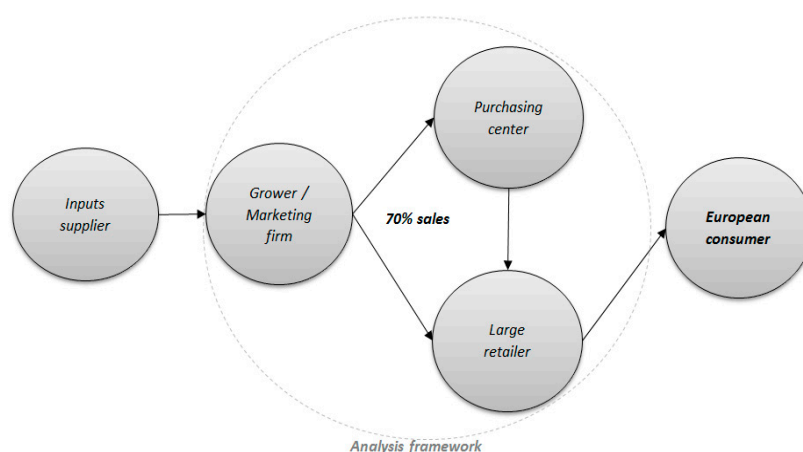 Inputs
supplier
Grower /
Marketing
firm
Purchasing
center
70% sales
Large
retailer
European
consumer
Analysis framework